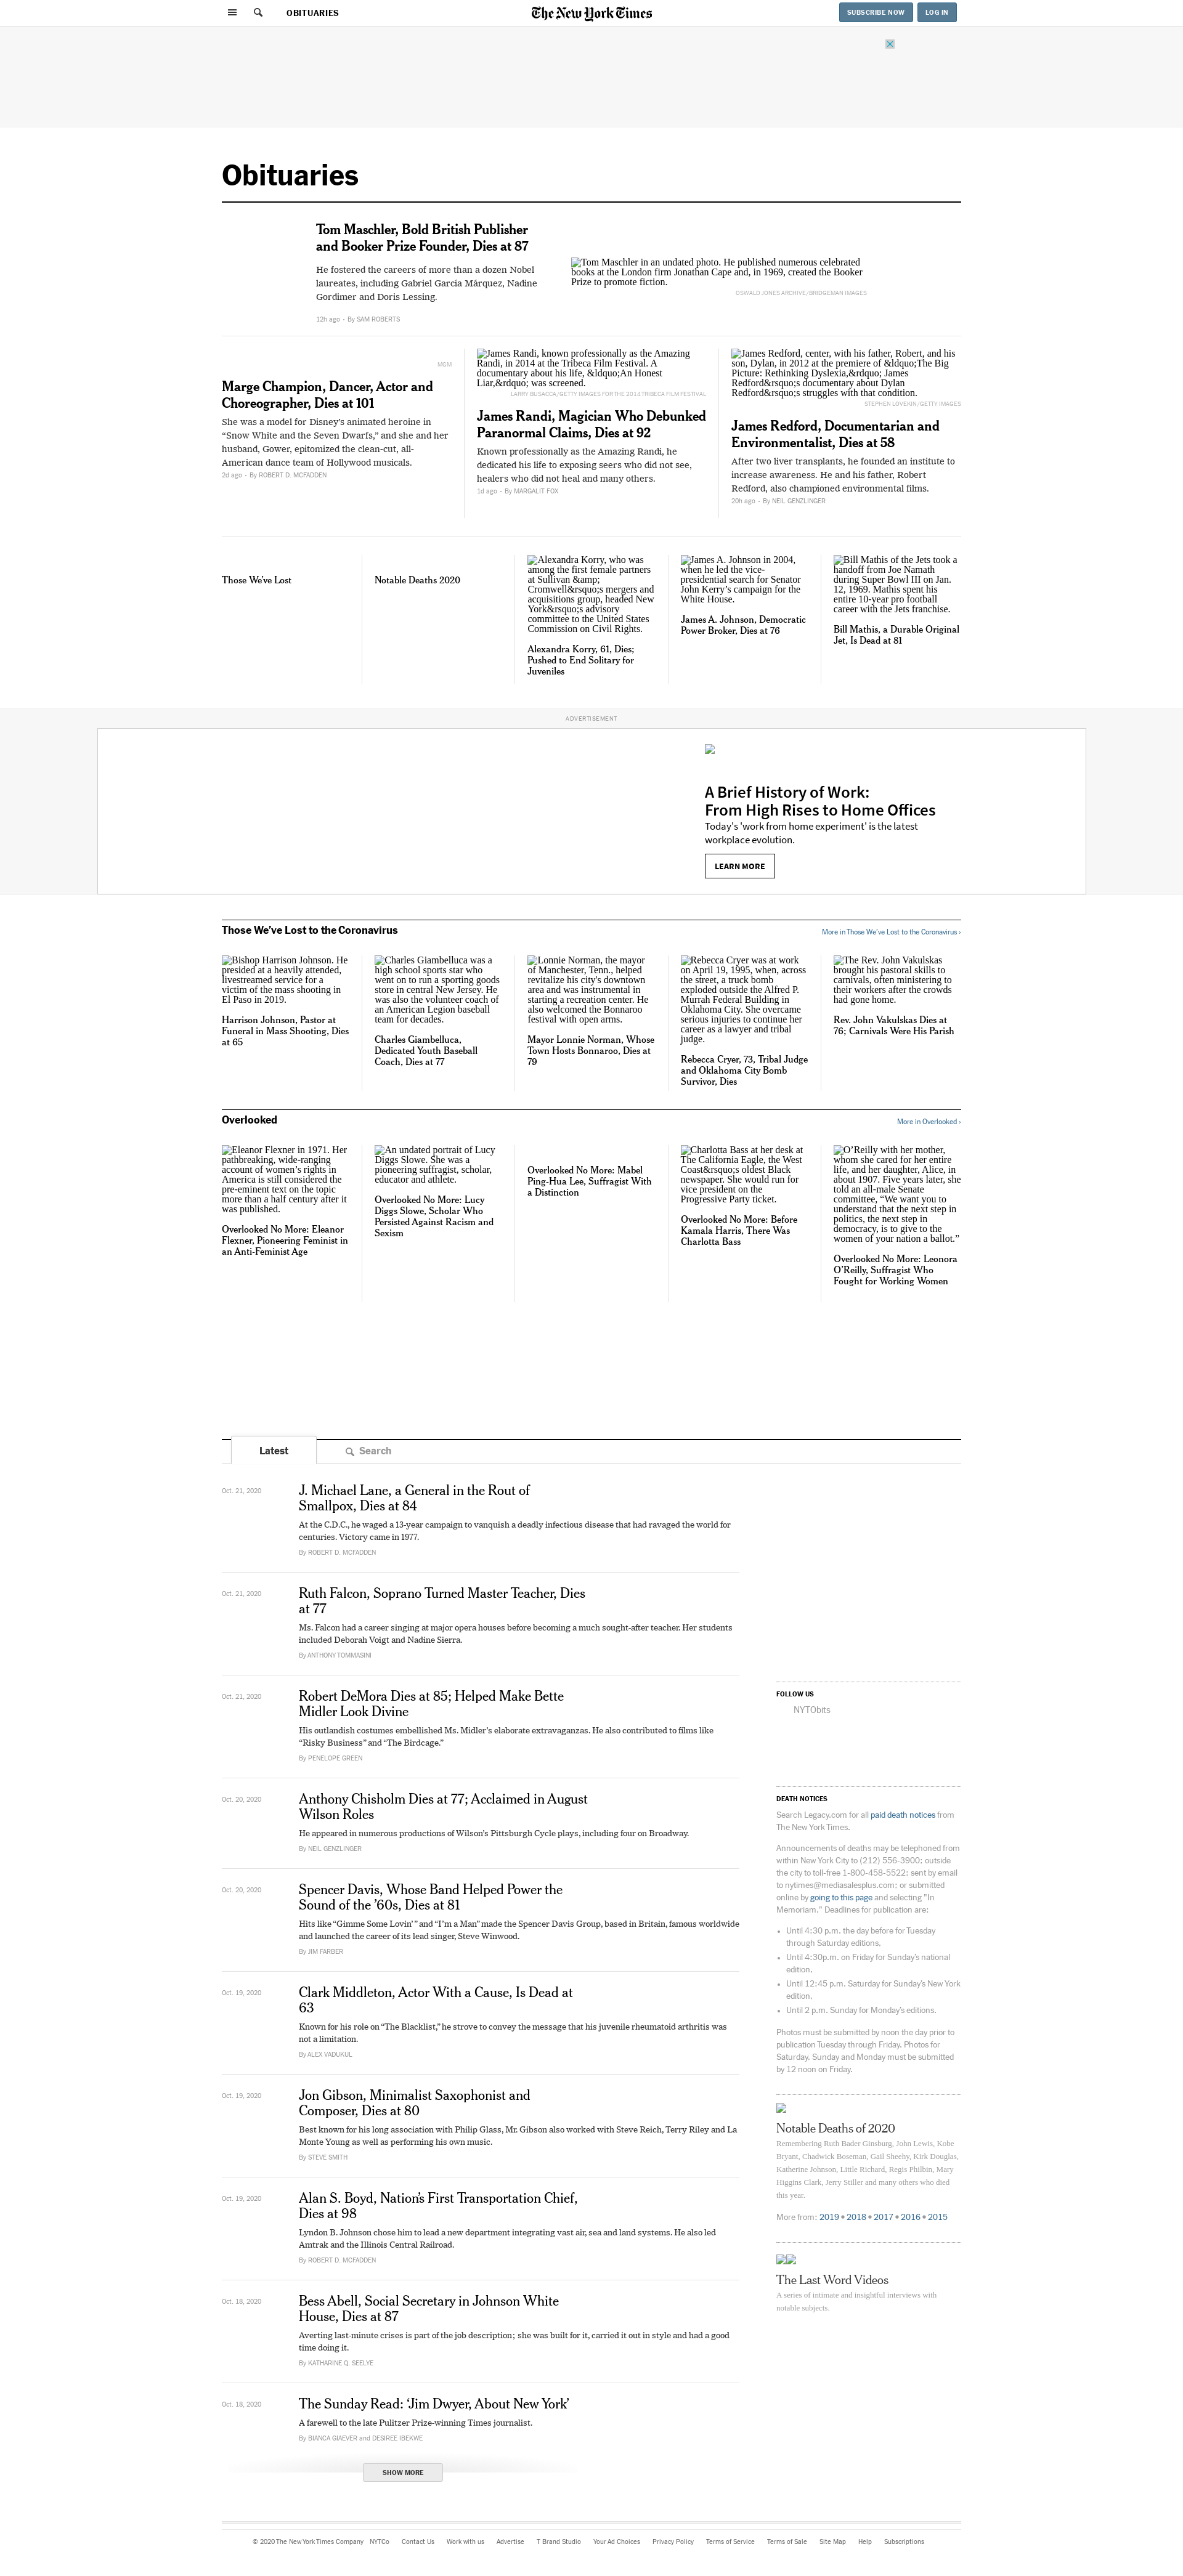 OBITUARIES
The New York Times
SUBSCRIBE NOW
LOG IN
Obituaries
Tom Maschler, Bold British Publisher
and Booker Prize Founder, Dies at 87
He fostered the careers of more than a dozen Nobel
laureates, including Gabriel García Márquez, Nadine
Gordimer and Doris Lessing.
12h ago · By SAM ROBERTS
Tom Maschler in an undated photo. He published numerous celebrated
books at the London firm Jonathan Cape and, in 1969, created the Booker
Prize to promote fiction.
OSWALD JONES ARCHIVE/BRIDGEMAN IMAGES
MGM
Marge Champion, Dancer, Actor and
Choreographer, Dies at 101
She was a model for Disney's animated heroine in
“Snow White and the Seven Dwarfs,” and she and her
husband, Gower, epitomized the clean-cut, all-
American dance team of Hollywood musicals.
2d ago · By ROBERT D. MCFADDEN
James Randi, known professionally as the Amazing
Randi, in 2014 at the Tribeca Film Festival. A
documentary about his life, &ldquo;An Honest
Liar,&rdquo; was screened.
LARRY BUSACCA/GETTY IMAGES FOR THE 2014 TRIBECA FILM FESTIVAL
James Randi, Magician Who Debunked
Paranormal Claims, Dies at 92
Known professionally as the Amazing Randi, he
dedicated his life to exposing seers who did not see,
healers who did not heal and many others.
1d ago · By MARGALIT FOX
James Redford, center, with his father, Robert, and his
son, Dylan, in 2012 at the premiere of &ldquo;The Big
Picture: Rethinking Dyslexia,&rdquo; James
Redford&rsquo;s documentary about Dylan
Redford&rsquo;s struggles with that condition.
STEPHEN LOVEKIN/GETTY IMAGES
James Redford, Documentarian and
Environmentalist, Dies at 58
After two liver transplants, he founded an institute to
increase awareness. He and his father, Robert
Redford, also championed environmental films.
20h ago · By NEIL GENZLINGER
Those We've Lost
Notable Deaths 2020
Alexandra Korry, who was
among the first female partners
at Sullivan &amp;
Cromwell&rsquo;s mergers and
acquisitions group, headed New
York&rsquo;s advisory
committee to the United States
Commission on Civil Rights.
Alexandra Korry, 61, Dies;
Pushed to End Solitary for
Juveniles
James A. Johnson in 2004,
when he led the vice-
presidential search for Senator
John Kerry’s campaign for the
White House.
James A. Johnson, Democratic
Power Broker, Dies at 76
Bill Mathis of the Jets took a
handoff from Joe Namath
during Super Bowl III on Jan.
12, 1969. Mathis spent his
entire 10-year pro football
career with the Jets franchise.
Bill Mathis, a Durable Original
Jet, Is Dead at 81
ADVERTISEMENT
A Brief History of Work:
From High Rises to Home Offices
Today's 'work from home experiment' is the latest
workplace evolution.
LEARN MORE
Those We've Lost to the Coronavirus
More in Those We've Lost to the Coronavirus ›
Bishop Harrison Johnson. He
presided at a heavily attended,
livestreamed service for a
victim of the mass shooting in
El Paso in 2019.
Harrison Johnson, Pastor at
Funeral in Mass Shooting, Dies
at 65
Charles Giambelluca was a
high school sports star who
went on to run a sporting goods
store in central New Jersey. He
was also the volunteer coach of
an American Legion baseball
team for decades.
Charles Giambelluca,
Dedicated Youth Baseball
Coach, Dies at 77
Lonnie Norman, the mayor
of Manchester, Tenn., helped
revitalize his city's downtown
area and was instrumental in
starting a recreation center. He
also welcomed the Bonnaroo
festival with open arms.
Mayor Lonnie Norman, Whose
Town Hosts Bonnaroo, Dies at
79
Rebecca Cryer was at work
on April 19, 1995, when, across
the street, a truck bomb
exploded outside the Alfred P.
Murrah Federal Building in
Oklahoma City. She overcame
serious injuries to continue her
career as a lawyer and tribal
judge.
Rebecca Cryer, 73, Tribal Judge
and Oklahoma City Bomb
Survivor, Dies
The Rev. John Vakulskas
brought his pastoral skills to
carnivals, often ministering to
their workers after the crowds
had gone home.
Rev. John Vakulskas Dies at
76; Carnivals Were His Parish
Overlooked
More in Overlooked ›
Eleanor Flexner in 1971. Her
pathbreaking, wide-ranging
account of women’s rights in
America is still considered the
pre-eminent text on the topic
more than a half century after it
was published.
Overlooked No More: Eleanor
Flexner, Pioneering Feminist in
an Anti-Feminist Age
An undated portrait of Lucy
Diggs Slowe. She was a
pioneering suffragist, scholar,
educator and athlete.
Overlooked No More: Lucy
Diggs Slowe, Scholar Who
Persisted Against Racism and
Sexism
Overlooked No More: Mabel
Ping-Hua Lee, Suffragist With
a Distinction
Charlotta Bass at her desk at
The California Eagle, the West
Coast&rsquo;s oldest Black
newspaper. She would run for
vice president on the
Progressive Party ticket.
Overlooked No More: Before
Kamala Harris, There Was
Charlotta Bass
O’Reilly with her mother,
whom she cared for her entire
life, and her daughter, Alice, in
about 1907. Five years later, she
told an all-male Senate
committee, “We want you to
understand that the next step in
politics, the next step in
democracy, is to give to the
women of your nation a ballot.”
Overlooked No More: Leonora
O’Reilly, Suffragist Who
Fought for Working Women
Latest
Search
Oct. 21, 2020
J. Michael Lane, a General in the Rout of
Smallpox, Dies at 84
At the C.D.C., he waged a 13-year campaign to vanquish a deadly infectious disease that had ravaged the world for
centuries. Victory came in 1977.
By ROBERT D. MCFADDEN
Oct. 21, 2020
Ruth Falcon, Soprano Turned Master Teacher, Dies
at 77
Ms. Falcon had a career singing at major opera houses before becoming a much sought-after teacher. Her students
included Deborah Voigt and Nadine Sierra.
By ANTHONY TOMMASINI
Oct. 21, 2020
Robert DeMora Dies at 85; Helped Make Bette
Midler Look Divine
His outlandish costumes embellished Ms. Midler’s elaborate extravaganzas. He also contributed to films like
“Risky Business” and “The Birdcage.”
By PENELOPE GREEN
Oct. 20, 2020
Anthony Chisholm Dies at 77; Acclaimed in August
Wilson Roles
He appeared in numerous productions of Wilson’s Pittsburgh Cycle plays, including four on Broadway.
By NEIL GENZLINGER
Oct. 20, 2020
Spencer Davis, Whose Band Helped Power the
Sound of the ’60s, Dies at 81
Hits like “Gimme Some Lovin’ ” and “I’m a Man” made the Spencer Davis Group, based in Britain, famous worldwide
and launched the career of its lead singer, Steve Winwood.
By JIM FARBER
Oct. 19, 2020
Clark Middleton, Actor With a Cause, Is Dead at
63
Known for his role on “The Blacklist,” he strove to convey the message that his juvenile rheumatoid arthritis was
not a limitation.
By ALEX VADUKUL
Oct. 19, 2020
Jon Gibson, Minimalist Saxophonist and
Composer, Dies at 80
Best known for his long association with Philip Glass, Mr. Gibson also worked with Steve Reich, Terry Riley and La
Monte Young as well as performing his own music.
By STEVE SMITH
Oct. 19, 2020
Alan S. Boyd, Nation’s First Transportation Chief,
Dies at 98
Lyndon B. Johnson chose him to lead a new department integrating vast air, sea and land systems. He also led
Amtrak and the Illinois Central Railroad.
By ROBERT D. MCFADDEN
Oct. 18, 2020
Bess Abell, Social Secretary in Johnson White
House, Dies at 87
Averting last-minute crises is part of the job description; she was built for it, carried it out in style and had a good
time doing it.
By KATHARINE Q. SEELYE
Oct. 18, 2020
The Sunday Read: ‘Jim Dwyer, About New York’
A farewell to the late Pulitzer Prize-winning Times journalist.
By BIANCA GIAEVER and DESIREE IBEKWE
SHOW MORE
FOLLOW US
NYTObits
DEATH NOTICES
Search Legacy.com for all paid death notices from
The New York Times.
Announcements of deaths may be telephoned from
within New York City to (212) 556-3900; outside
the city to toll-free 1-800-458-5522; sent by email
to nytimes@mediasalesplus.com; or submitted
online by going to this page and selecting "In
Memoriam." Deadlines for publication are:
• Until 4:30 p.m. the day before for Tuesday
through Saturday editions.
• Until 4:30p.m. on Friday for Sunday's national
edition.
• Until 12:45 p.m. Saturday for Sunday's New York
edition.
• Until 2 p.m. Sunday for Monday's editions.
Photos must be submitted by noon the day prior to
publication Tuesday through Friday. Photos for
Saturday, Sunday and Monday must be submitted
by 12 noon on Friday.
Notable Deaths of 2020
Remembering Ruth Bader Ginsburg, John Lewis, Kobe
Bryant, Chadwick Boseman, Gail Sheehy, Kirk Douglas,
Katherine Johnson, Little Richard, Regis Philbin, Mary
Higgins Clark, Jerry Stiller and many others who died
this year.
More from: 2019 • 2018 • 2017 • 2016 • 2015
The Last Word Videos
A series of intimate and insightful interviews with
notable subjects.
© 2020 The New York Times Company NYTCo Contact Us Work with us Advertise T Brand Studio Your Ad Choices Privacy Policy Terms of Service Terms of Sale Site Map Help Subscriptions